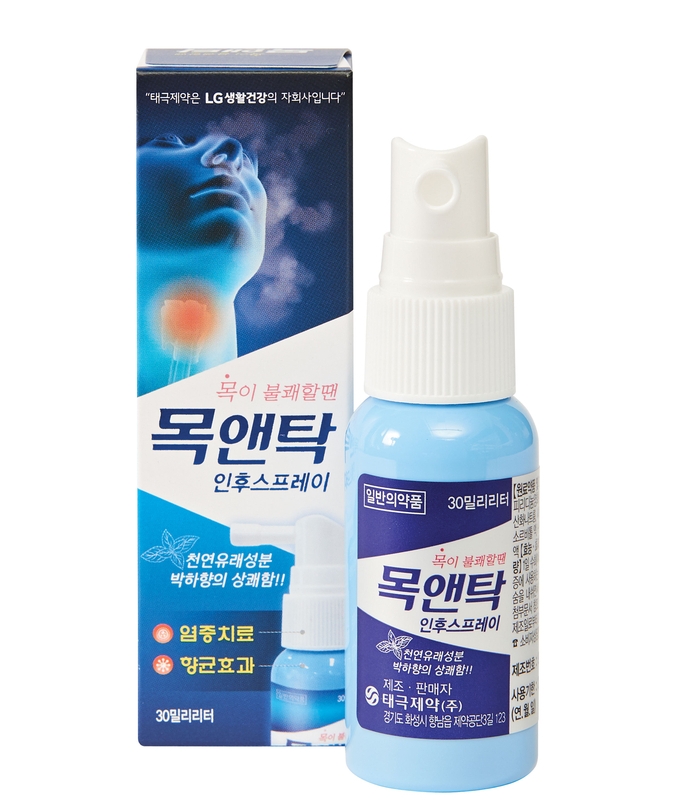 “태극제약은 LG생활건강의 자회사입니다”
목이 불쾌할땐
목앤탁
인후스프레이
천연유래성분
박하향의 상쾌함!!
염증치료
항균효과
30밀리리터
일반의약품
30밀리리터
목이 불쾌할땐
목앤탁
인후스프레이
천연유래성분
박하향의 상쾌함!!
제조·판매자
태극제약(주)
경기도 화성시 향남읍 제약공단3길 123
제조번호
사용기한
(연,월,일